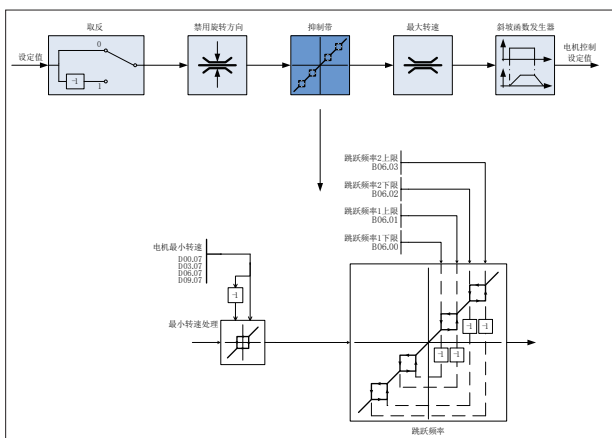 取反
禁用旋转方向
抑制带
最大转速
斜坡函数发生器
设定值
0
-1
1
电机控制
设定值
跳跃频率2上限
B06.03
跳跃频率2下限
B06.02
跳跃频率1上限
B06.01
跳跃频率1下限
B06.00
电机最小转速
D00.07
D03.07
D06.07
D09.07
-1
最小转速处理
-1
-1
-1
-1
跳跃频率